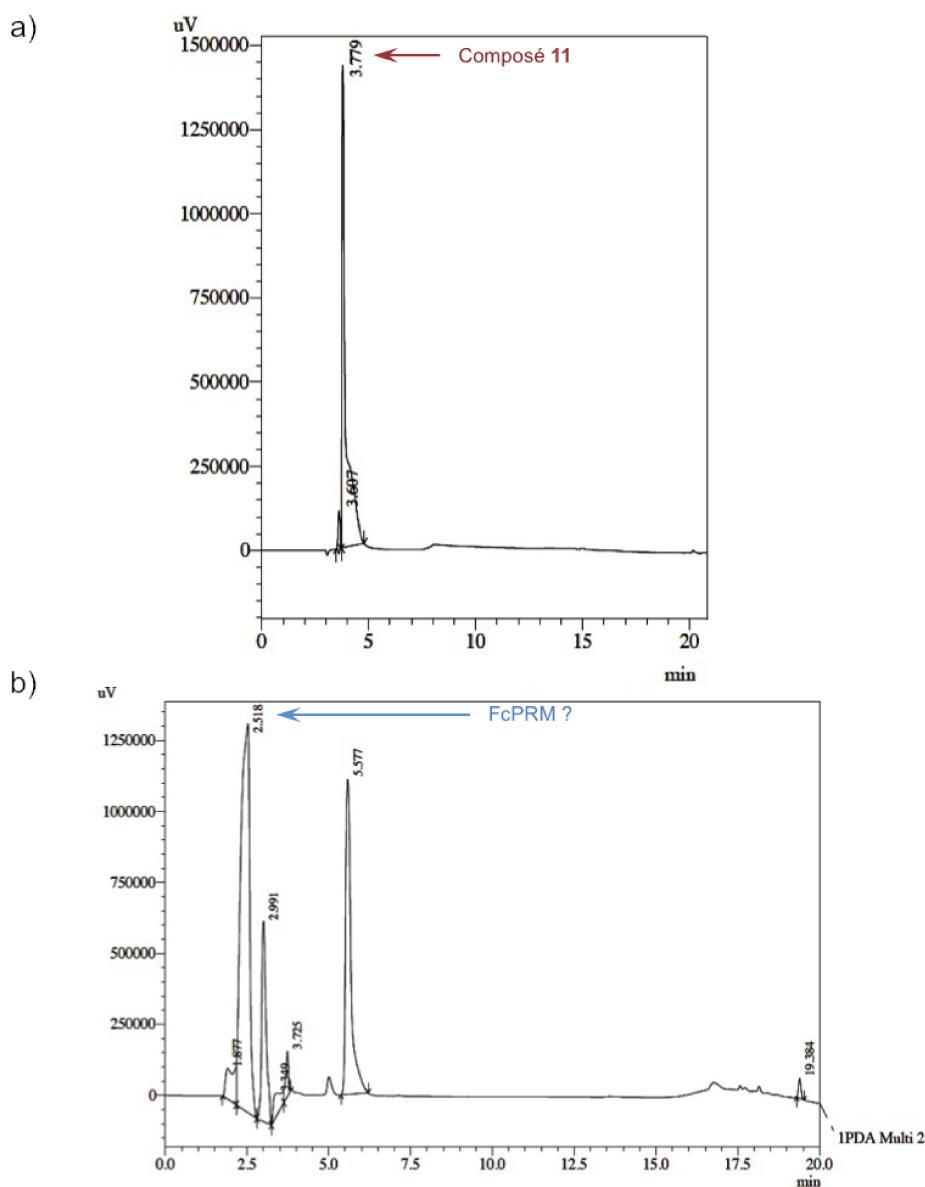 a)
uV
1500000
3.779
Composé 11
1250000
1000000
750000
500000
250000
3.607
0
0 5 10 15 20
min
b)
uV
2.518
FcPRM ?
1250000
5.577
1000000
750000
2.991
500000
250000
1.877
3.349
3.725
19.384
0
1PDA Multi 2
0.0 2.5 5.0 7.5 10.0 12.5 15.0 17.5 20.0
min